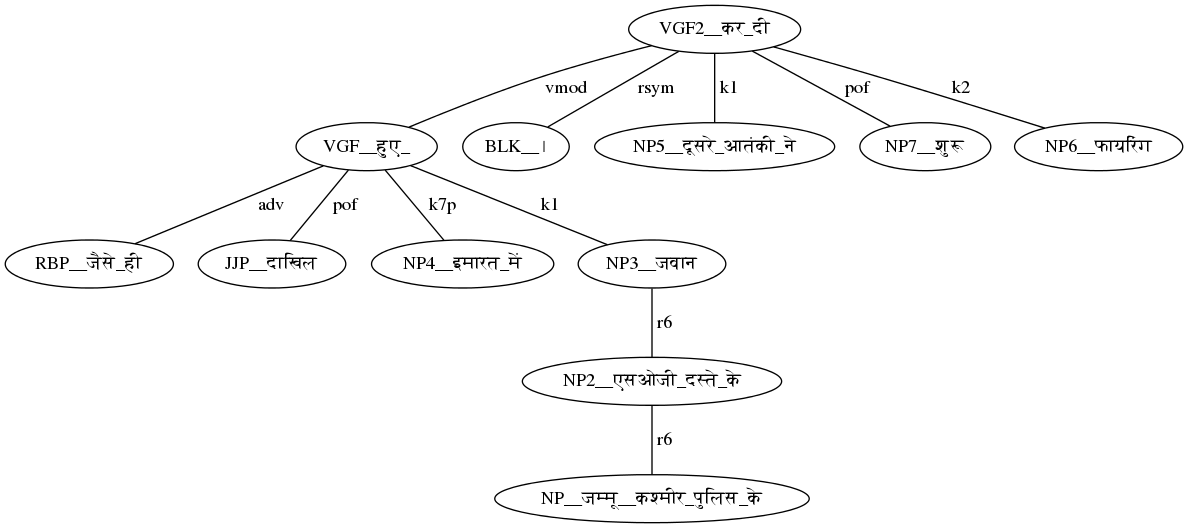 VGF2__कर_दी
vmod
rsym
k1
pof
k2
VGF__हुए_
BLK__।
NP5__दूसरे_आतंकी_ने
NP7__शुरू
NP6__फायरिंग
adv
pof
k7p
k1
RBP__जैसे_ही
JJP__दाखिल
NP4__इमारत_में
NP3__जवान
r6
NP2__एसओजी_दस्ते_के
r6
NP__जम्मू__कश्मीर_पुलिस_के